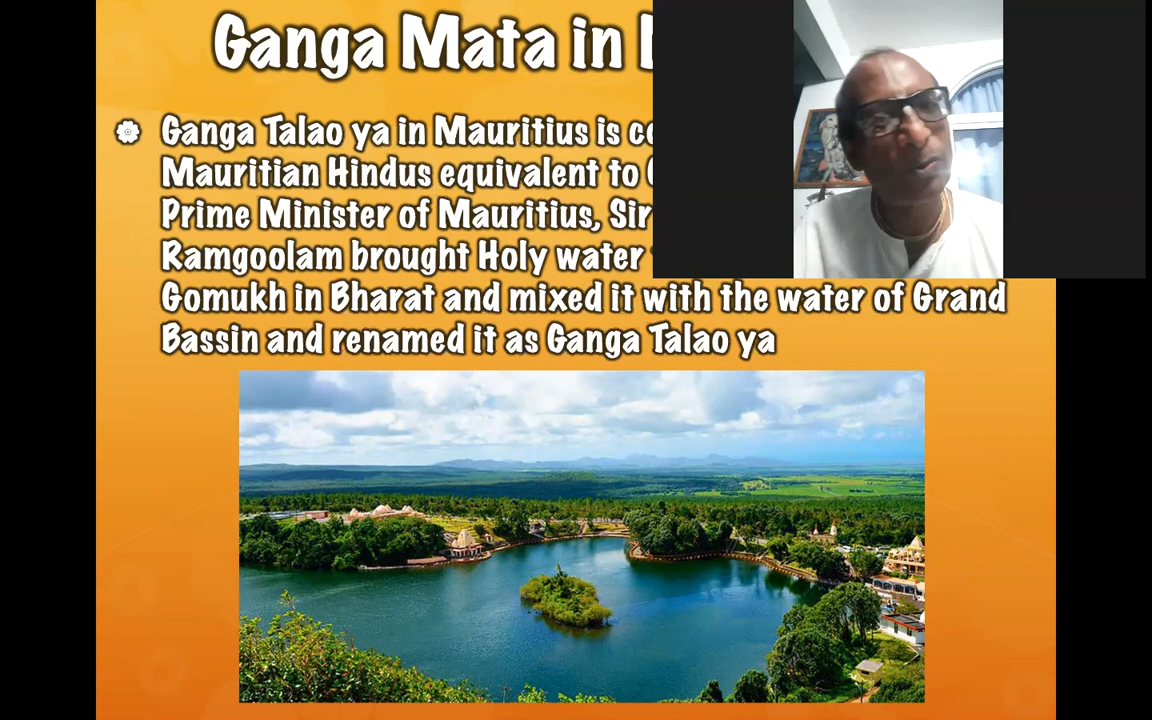 Ganga Mata in
Ganga Talao ya in Mauritius is
Mauritian Hindus equivalent to
Prime Minister of Mauritius, Sir
Ramgoolam brought Holy water
Gomukh in Bharat and mixed it with the water of Grand
Bassin and renamed it as Ganga Talao ya